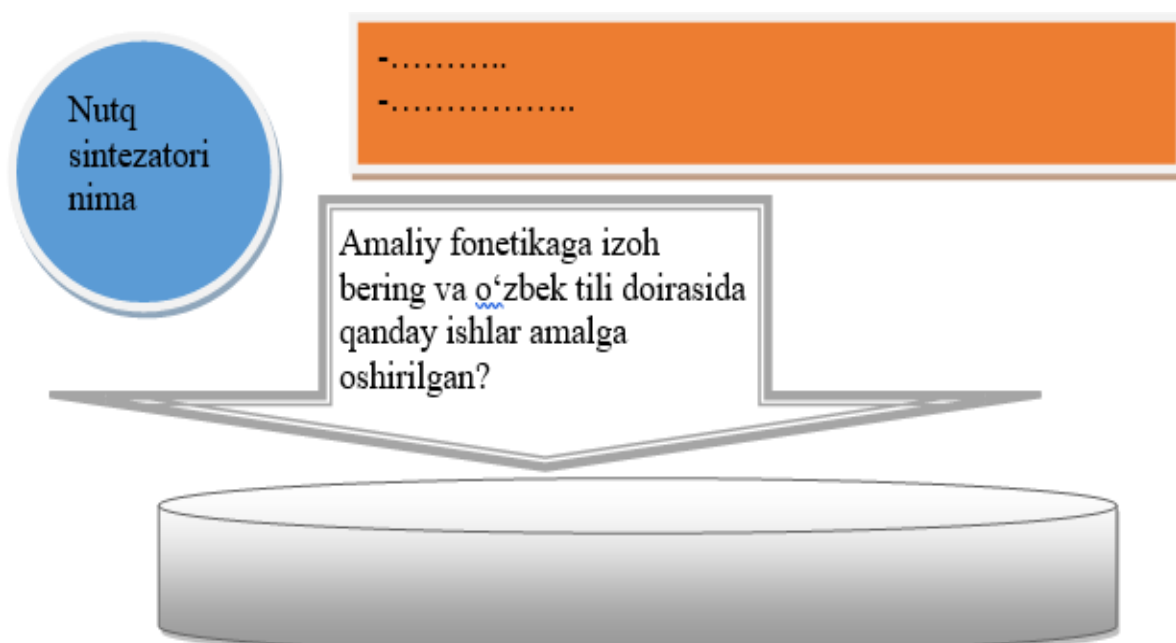 Nutq
sintezatori
nima
-………..
-……………..
Amaliy fonetikaga izoh
bering va o‘zbek tili doirasida
qanday ishlar amalga
oshirilgan?